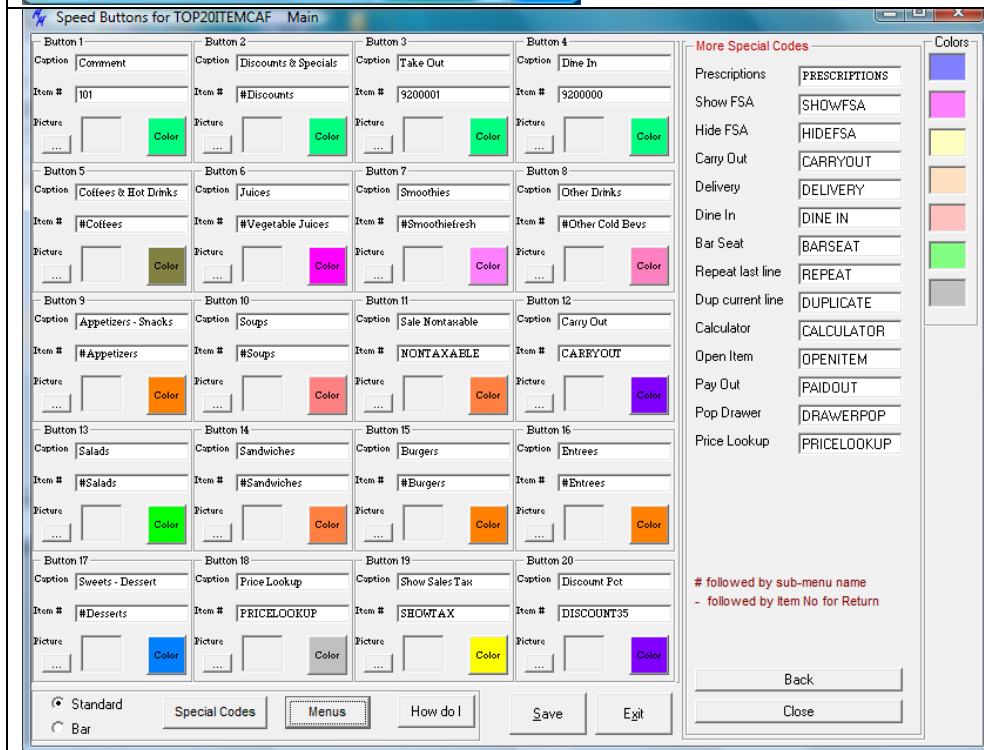 Speed Buttons for TOP20ITEMCAF Main
Button 1 Button 2 Button 3 Button 4
Caption Comment Caption Discounts & Specials Caption Take Out Caption Dine In
Item # 101 Item # #Discounts Item # 9200001 Item # 9200000
Picture Picture Picture Picture
... Color ... Color ... Color ... Color
Button 5 Button 6 Button 7 Button 8
Caption Coffees & Hot Drinks Caption Juices Caption Smoothies Caption Other Drinks
Item # #Coffees Item # #Vegetable Juices Item # #Smoothiefresh Item # #Other Cold Bevs
Picture Picture Picture Picture
... Color ... Color ... Color ... Color
Button 9 Button 10 Button 11 Button 12
Caption Appetizers - Snacks Caption Soups Caption Sale Nontaxable Caption Carry Out
Item # #Appetizers Item # #Soups Item # NONTAXABLE Item # CARRYOUT
Picture Picture Picture Picture
... Color ... Color ... Color ... Color
Button 13 Button 14 Button 15 Button 16
Caption Salads Caption Sandwiches Caption Burgers Caption Entrees
Item # #Salads Item # #Sandwiches Item # #Burgers Item # #Entrees
Picture Picture Picture Picture
... Color ... Color ... Color ... Color
Button 17 Button 18 Button 19 Button 20
Caption Sweets - Dessert Caption Price Lookup Caption Show Sales Tax Caption Discount Pct
Item # #Desserts Item # PRICELOOKUP Item # SHOWTAX Item # DISCOUNT35
Picture Picture Picture Picture
... Color ... Color ... Color ... Color
Standard
Bar
Special Codes Menus How do I Save Exit
More Special Codes
Prescriptions PRESCRIPTIONS
Show FSA SHOWFSA
Hide FSA HIDEFSA
Carry Out CARRYOUT
Delivery DELIVERY
Dine In DINE IN
Bar Seat BARSEAT
Repeat last line REPEAT
Dup current line DUPLICATE
Calculator CALCULATOR
Open Item OPENITEM
Pay Out PAIDOUT
Pop Drawer DRAWERPOP
Price Lookup PRICELOOKUP
# followed by sub-menu name
- followed by Item No for Return
Back
Close
Colors